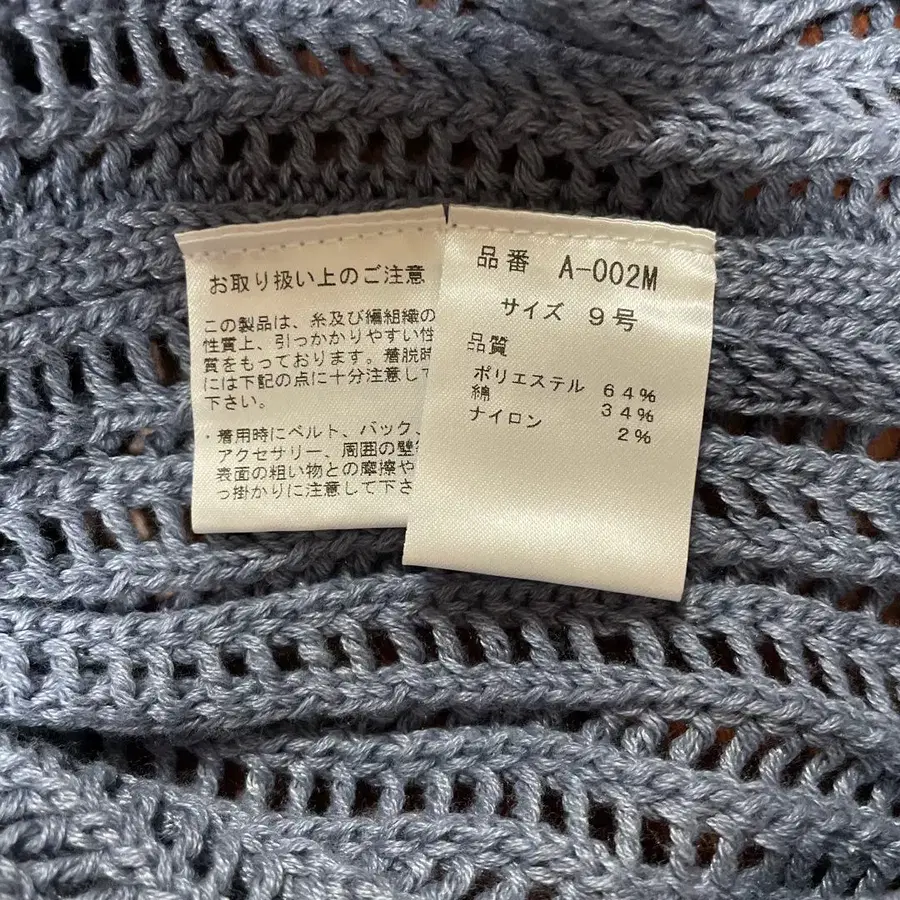 お取り扱い上のご注意
この製品は、糸及び編組織の
性質上、引っかかりやすい性
質をもっております。着脱時
には下記の点に十分注意して
下さい。
・着用時にベルト、バック、
アクセサリー、周囲の壁
表面の粗い物との摩擦や
っ掛かりに注意して下さ
品番 A-002M
サイズ 9号
品質
ポリエステル 64%
綿 34%
ナイロン 2%